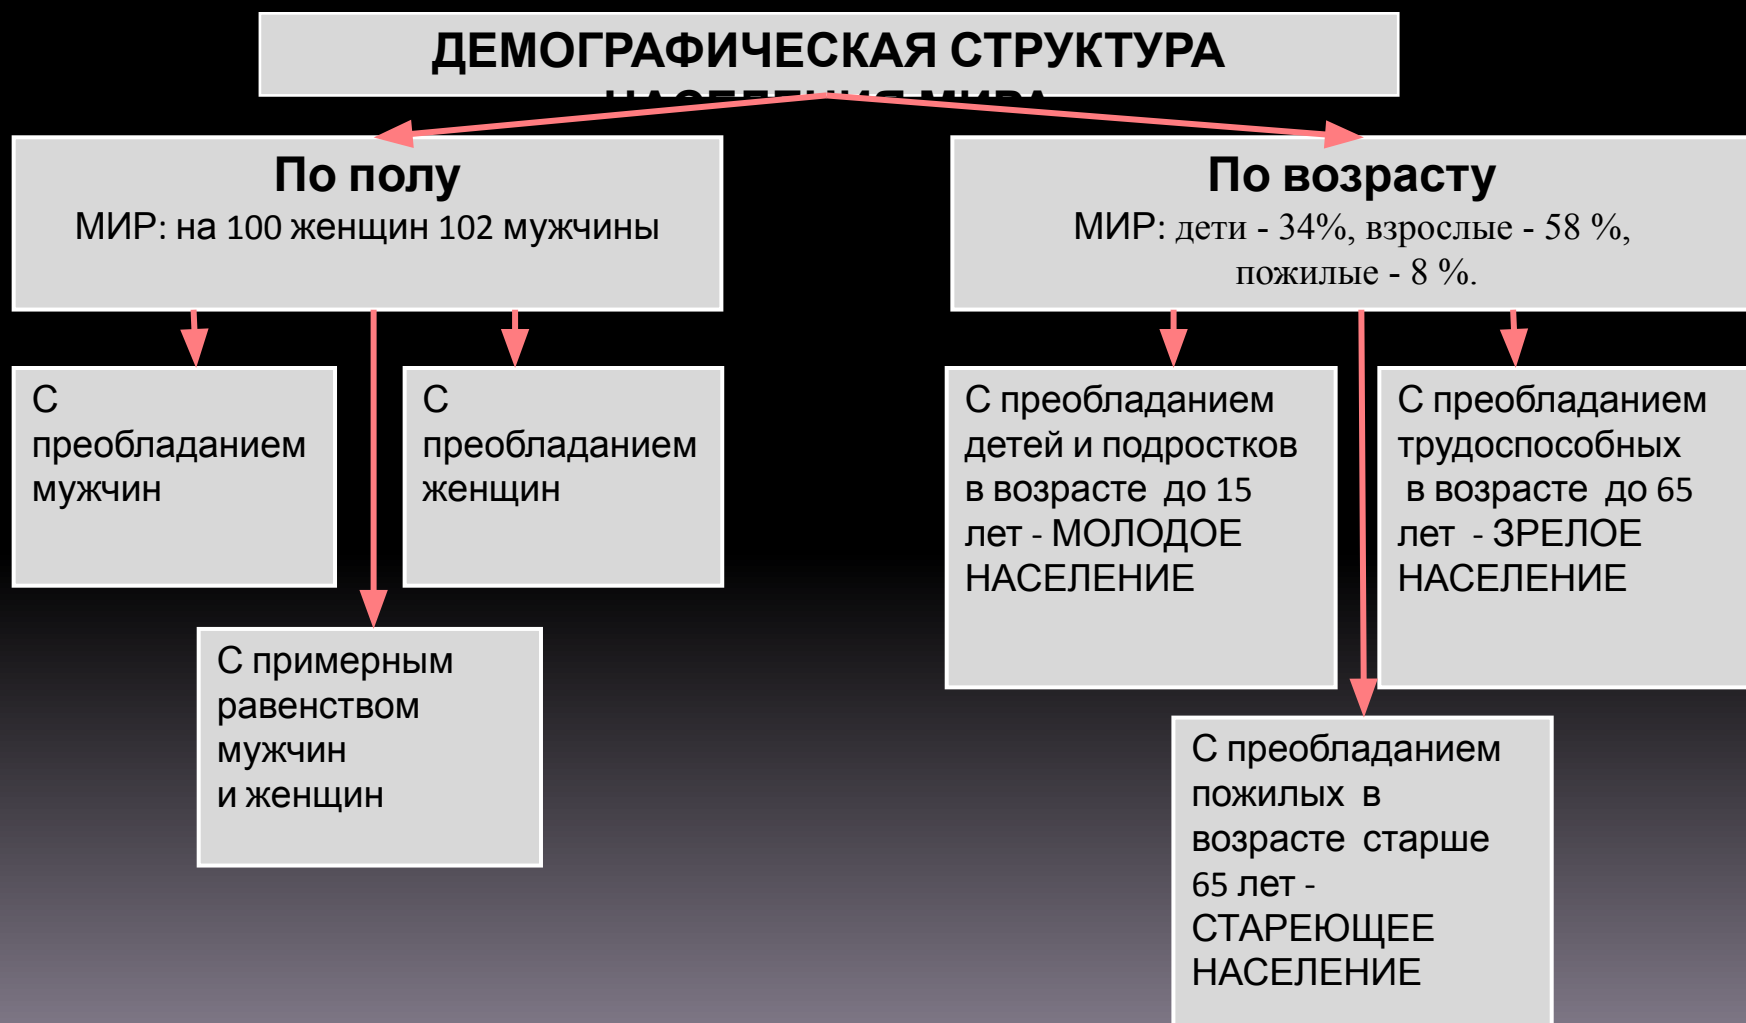 ДЕМОГРАФИЧЕСКАЯ СТРУКТУРА
НАСЕЛЕНИЯ МИРА
По полу
МИР: на 100 женщин 102 мужчины
По возрасту
МИР: дети - 34%, взрослые - 58 %,
пожилые - 8 %.
С
преобладанием
мужчин
С
преобладанием
женщин
С примерным
равенством
мужчин
и женщин
С преобладанием
детей и подростков
в возрасте до 15
лет - МОЛОДОЕ
НАСЕЛЕНИЕ
С преобладанием
трудоспособных
в возрасте до 65
лет - ЗРЕЛОЕ
НАСЕЛЕНИЕ
С преобладанием
пожилых в
возрасте старше
65 лет -
СТАРЕЮЩЕЕ
НАСЕЛЕНИЕ